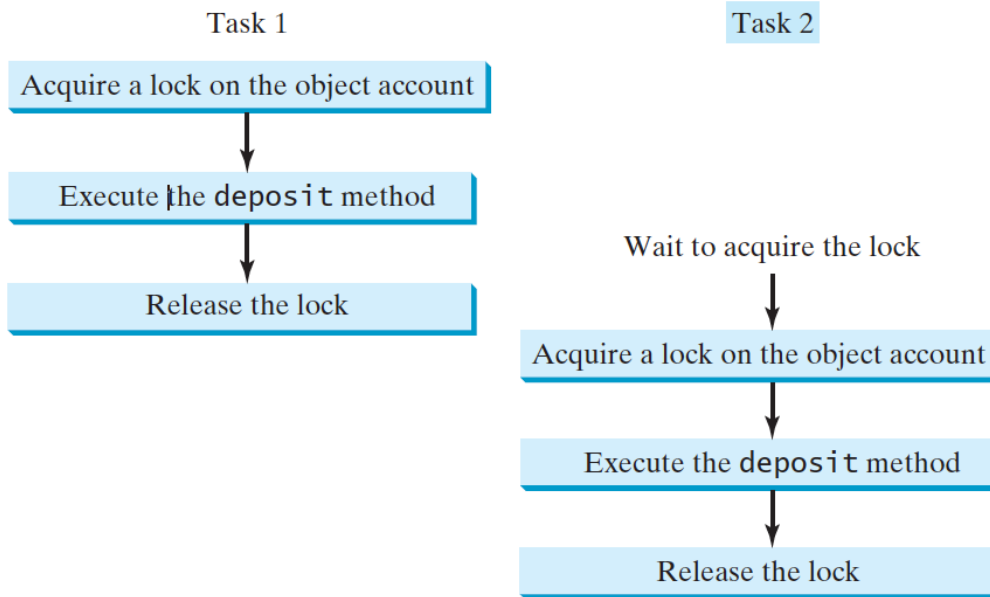 Task 1
Acquire a lock on the object account
Execute the deposit method
Release the lock
Task 2
Wait to acquire the lock
Acquire a lock on the object account
Execute the deposit method
Release the lock